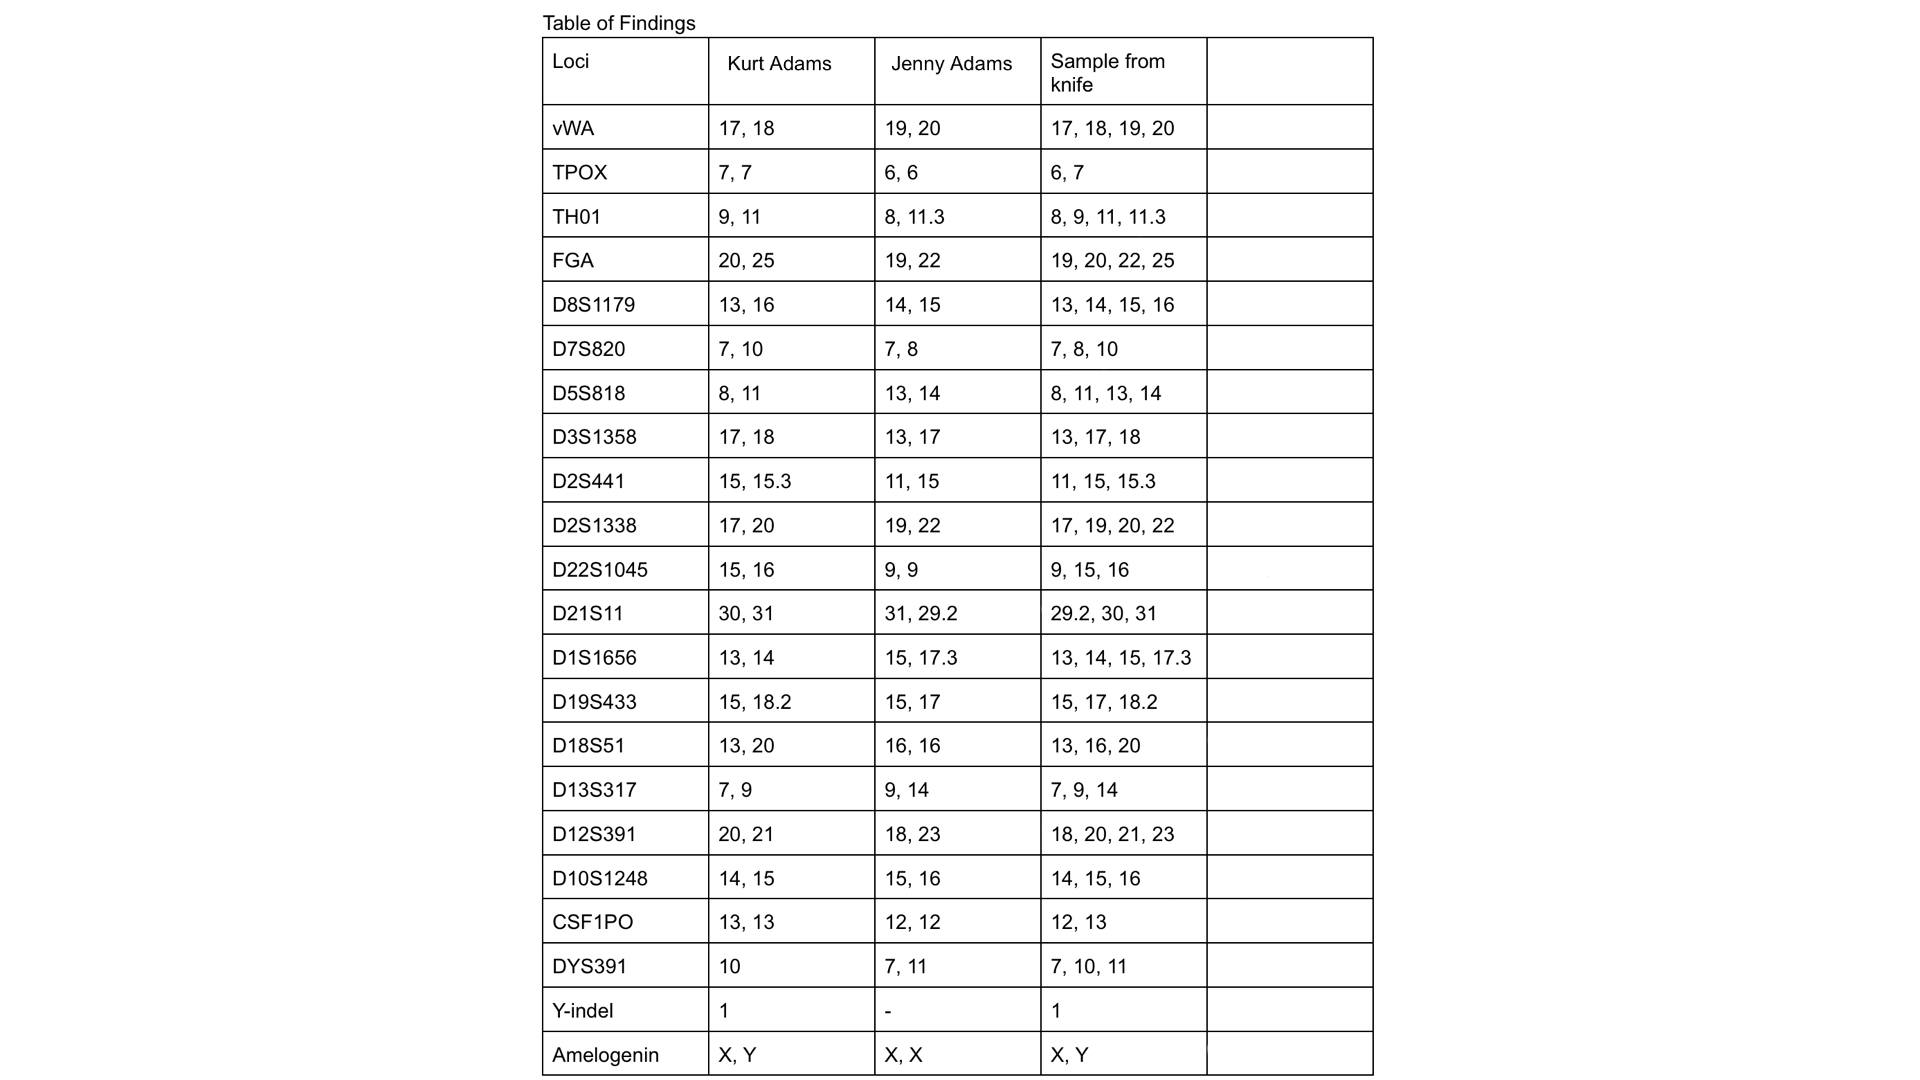 Table of Findings
Loci Kurt Adams Jenny Adams Sample from
knife
vWA 17, 18 19, 20 17, 18, 19, 20
TPOX 7, 7 6, 6 6, 7
TH01 9, 11 8, 11.3 8, 9, 11, 11.3
FGA 20, 25 19, 22 19, 20, 22, 25
D8S1179 13, 16 14, 15 13, 14, 15, 16
D7S820 7, 10 7, 8 7, 8, 10
D5S818 8, 11 13, 14 8, 11, 13, 14
D3S1358 17, 18 13, 17 13, 17, 18
D2S441 15, 15.3 11, 15 11, 15, 15.3
D2S1338 17, 20 19, 22 17, 19, 20, 22
D22S1045 15, 16 9, 9 9, 15, 16
D21S11 30, 31 31, 29.2 29.2, 30, 31
D1S1656 13, 14 15, 17.3 13, 14, 15, 17.3
D19S433 15, 18.2 15, 17 15, 17, 18.2
D18S51 13, 20 16, 16 13, 16, 20
D13S317 7, 9 9, 14 7, 9, 14
D12S391 20, 21 18, 23 18, 20, 21, 23
D10S1248 14, 15 15, 16 14, 15, 16
CSF1PO 13, 13 12, 12 12, 13
DYS391 10 7, 11 7, 10, 11
Y-indel 1 - 1
Amelogenin X, Y X, X X, Y